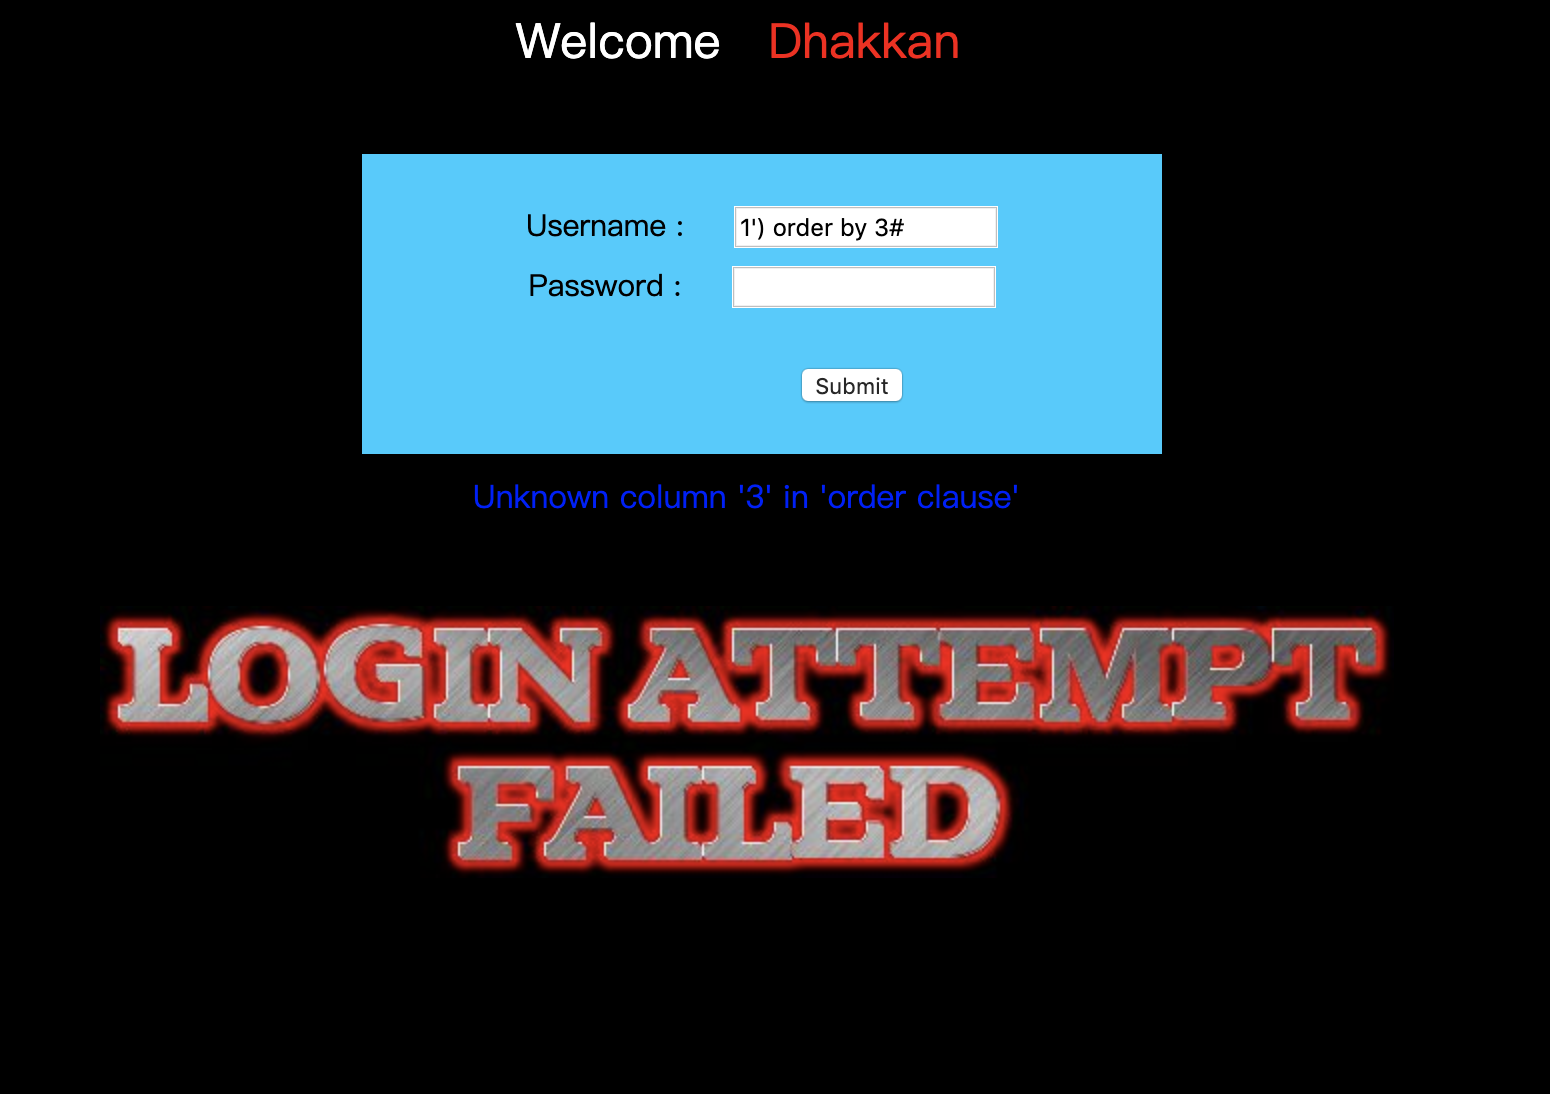 Welcome Dhakkan
Username : 1') order by 3#
Password :
Submit
Unknown column '3' in 'order clause'
LOGIN ATTEMPT
FAILED